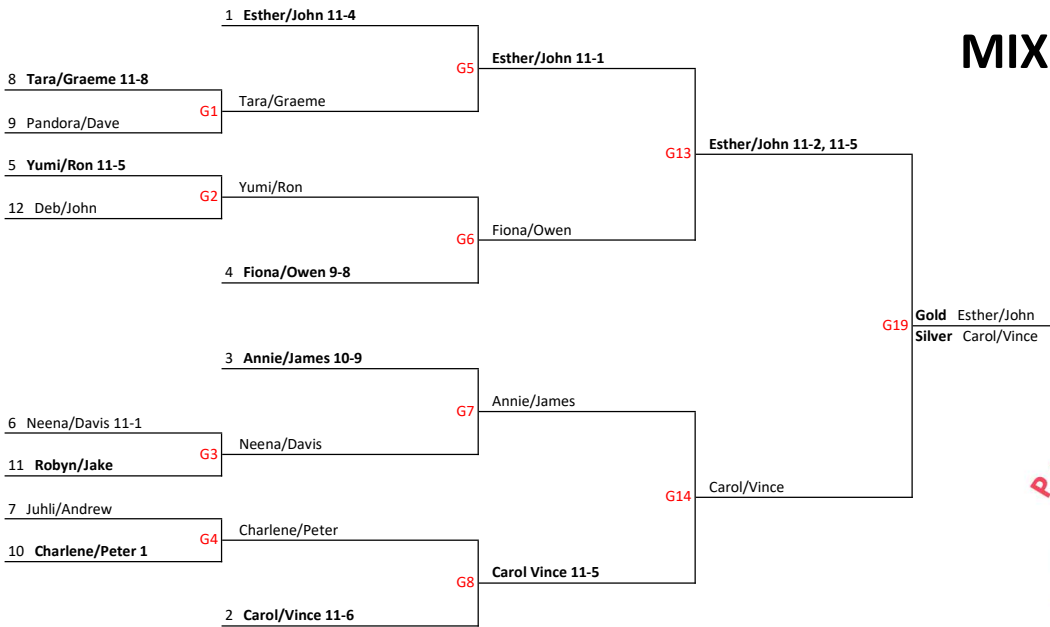 1 Esther/John 11-4
MIX
G5
Esther/John 11-1
8 Tara/Graeme 11-8
G1
Tara/Graeme
9 Pandora/Dave
G13
Esther/John 11-2, 11-5
5 Yumi/Ron 11-5
G2
Yumi/Ron
12 Deb/John
G6
Fiona/Owen
4 Fiona/Owen 9-8
G19
Gold Esther/John
Silver Carol/Vince
3 Annie/James 10-9
G7
Annie/James
6 Neena/Davis 11-1
G3
Neena/Davis
11 Robyn/Jake
G14
Carol/Vince
P
7 Juhli/Andrew
G4
Charlene/Peter
10 Charlene/Peter 1
G8
Carol Vince 11-5
2 Carol/Vince 11-6